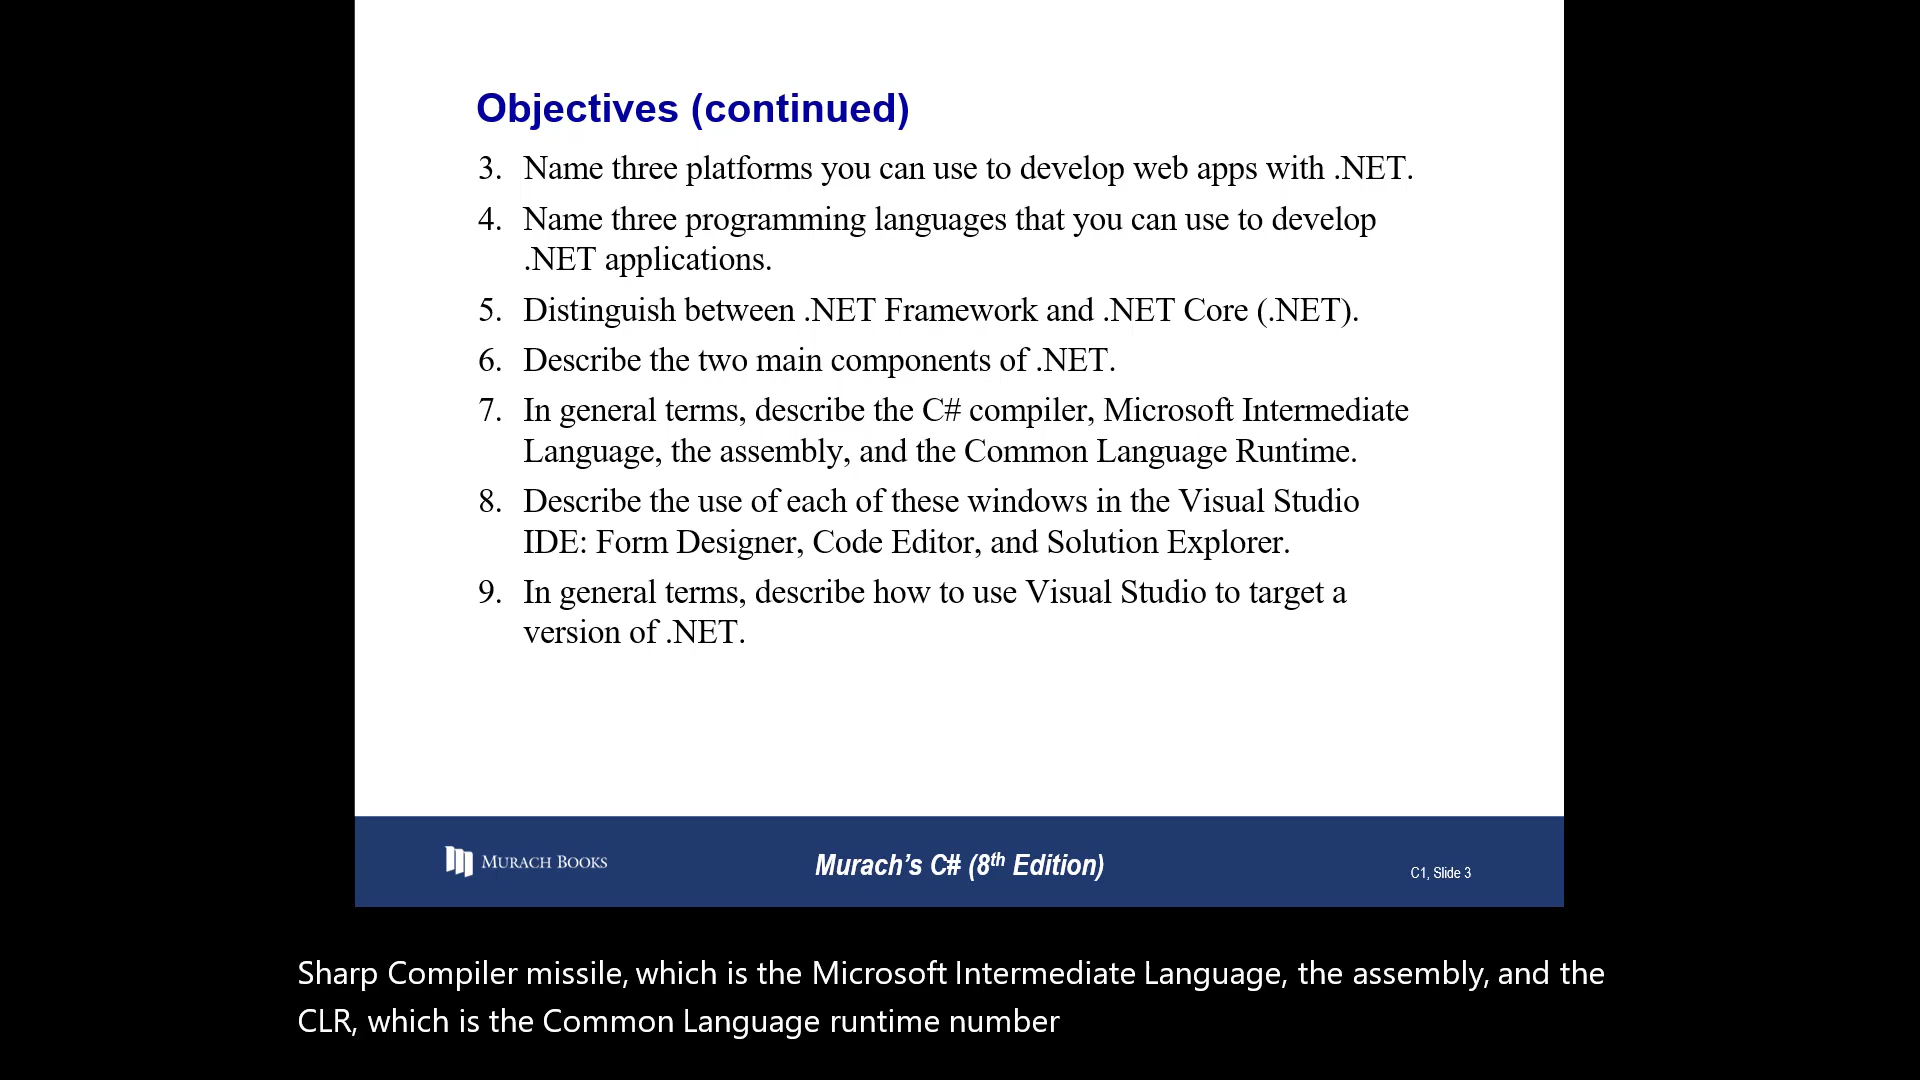 Objectives (continued)
3. Name three platforms you can use to develop web apps with .NET.
4. Name three programming languages that you can use to develop
.NET applications.
5. Distinguish between .NET Framework and .NET Core (.NET).
6. Describe the two main components of .NET.
7. In general terms, describe the C# compiler, Microsoft Intermediate
Language, the assembly, and the Common Language Runtime.
8. Describe the use of each of these windows in the Visual Studio
IDE: Form Designer, Code Editor, and Solution Explorer.
9. In general terms, describe how to use Visual Studio to target a
version of .NET.
MURACH BOOKS
Murach’s C# (8th Edition)
C1, Slide 3
Sharp Compiler missile, which is the Microsoft Intermediate Language, the assembly, and the
CLR, which is the Common Language runtime number